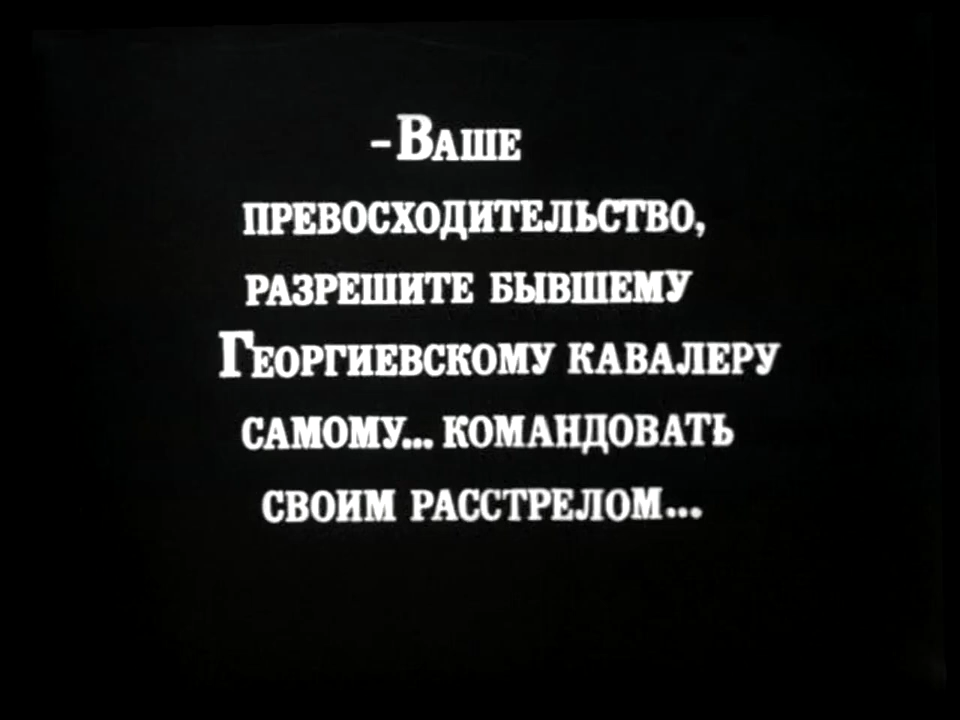 –Ваше
превосходительство,
разрешите бывшему
Георгиевскому кавалеру
самому... командовать
своим расстрелом...